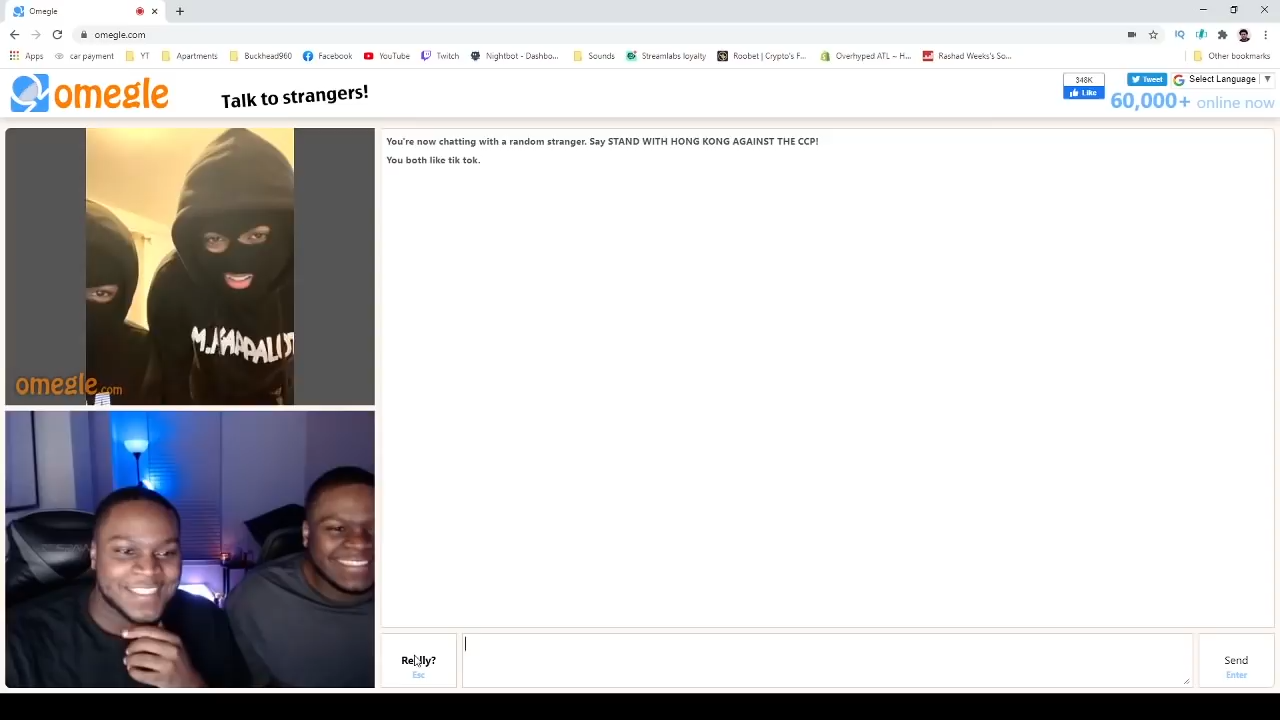 Omegle
omegle.com
Apps
car payment
YT
Apartments
Buckhead960
Facebook
YouTube
Twitch
Nightbot - Dashbo...
Sounds
Streamlabs.loyalty
Roobet | Crypto's F...
Overhyped ATL ~ H...
Rashad Weeks's So...
Other bookmarks
omegle
Talk to strangers!
348K
Like
Tweet
Select Language
60,000+ online now
You're now chatting with a random stranger. Say STAND WITH HONG KONG AGAINST THE CCP!
You both like tik tok.
omegle.com
Really?
Esc
Send
Enter